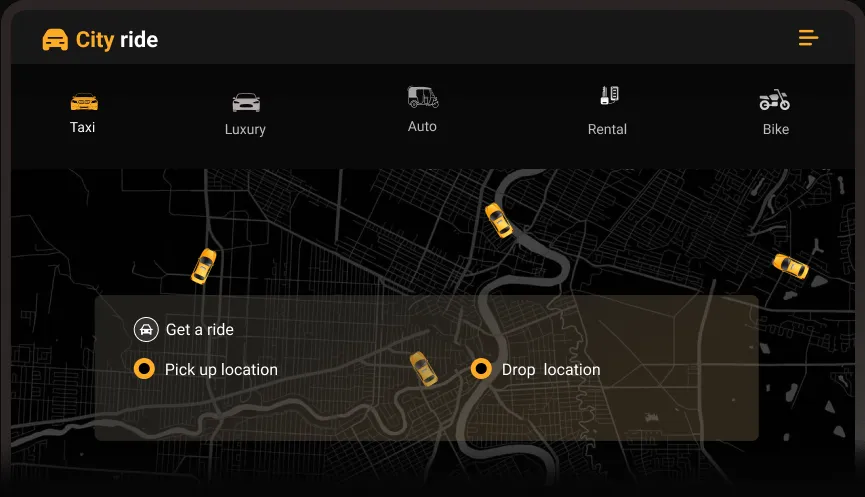 City ride
Taxi
Luxury
Auto
Rental
Bike
Get a ride
Pick up location
Drop location